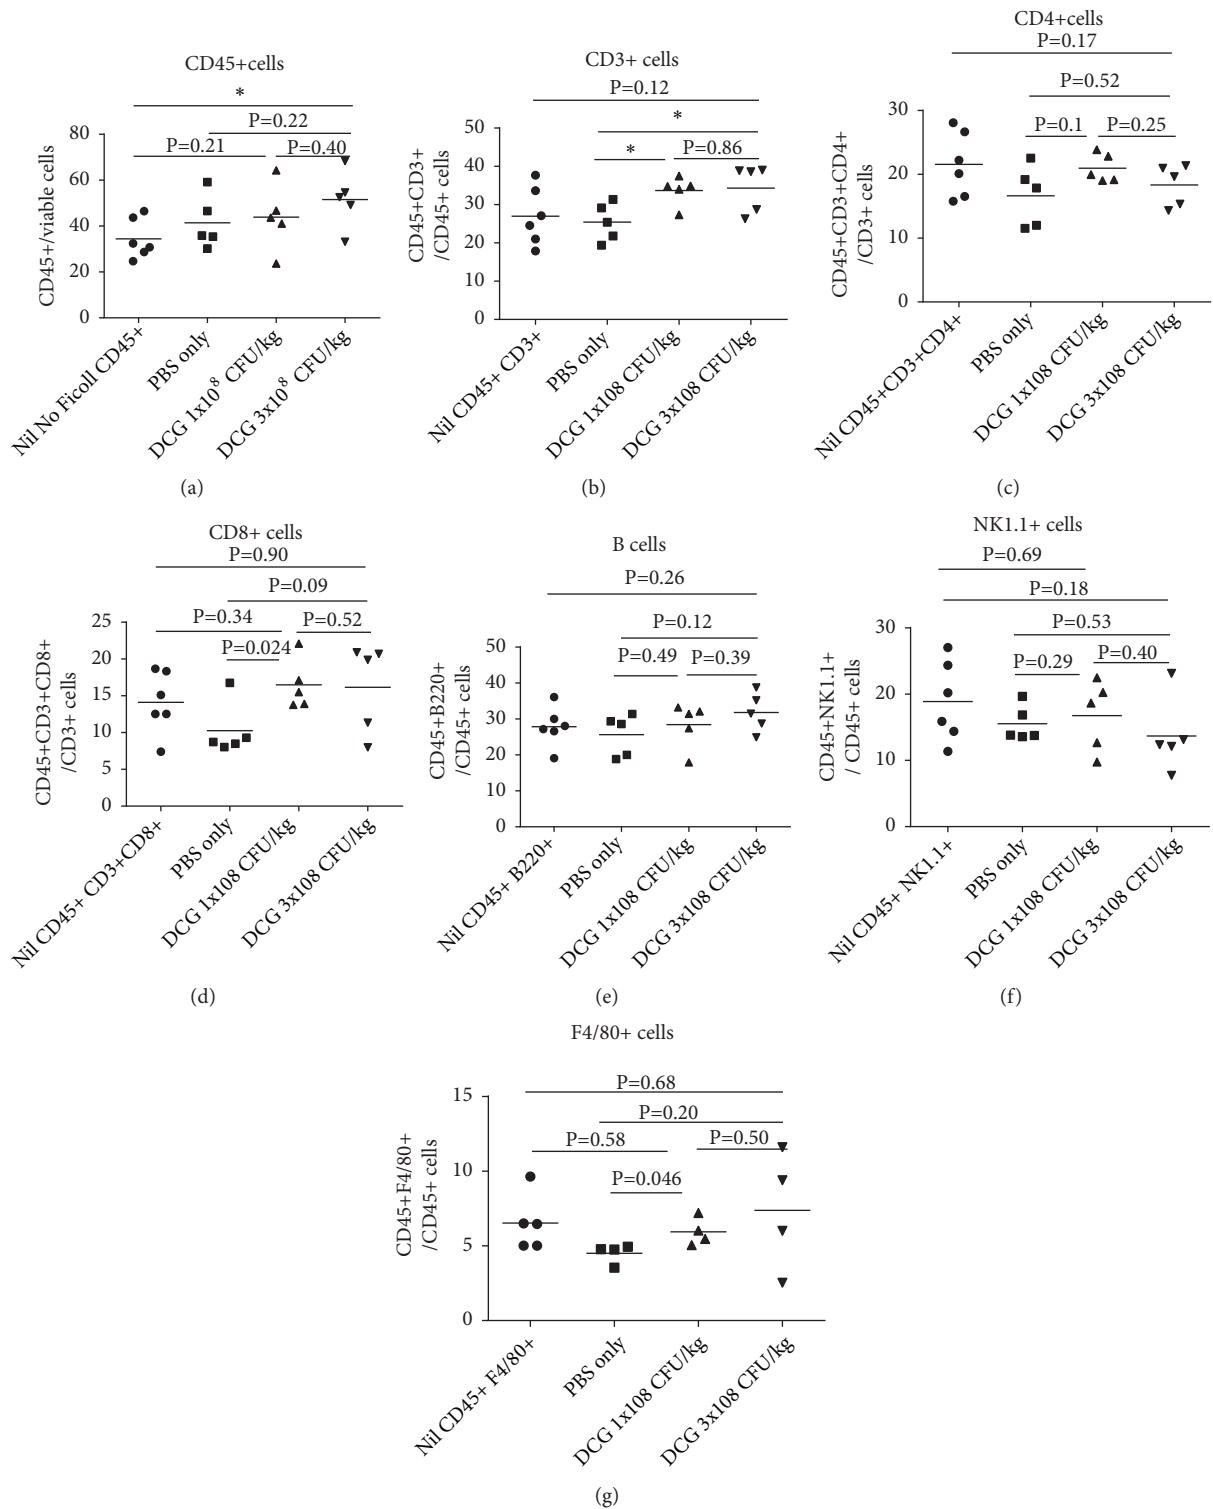 CD45+cells
*
P=0.22
P=0.21
P=0.40
CD45+/viable cells
80
60
40
20
0
Nil No Ficoll CD45+
PBS only
DCG 1x10⁸ CFU/kg
DCG 3x10⁸ CFU/kg
(a)
CD3+ cells
P=0.12
*
*
P=0.86
CD45+CD3+
/CD45+ cells
50
40
30
20
10
0
Nil CD45+ CD3+
PBS only
DCG 1x108 CFU/kg
DCG 3x108 CFU/kg
(b)
CD4+cells
P=0.17
P=0.52
P=0.1
P=0.25
CD45+CD3+CD4+
/CD3+ cells
30
20
10
0
Nil CD45+CD3+CD4+
PBS only
DCG 1x108 CFU/kg
DCG 3x108 CFU/kg
(c)
CD8+ cells
P=0.90
P=0.09
P=0.34
P=0.52
P=0.024
CD45+CD3+CD8+
/CD3+ cells
25
20
15
10
5
0
Nil CD45+ CD3+CD8+
PBS only
DCG 1x108 CFU/kg
DCG 3x108 CFU/kg
(d)
B cells
P=0.26
P=0.12
P=0.49
P=0.39
CD45+B220+
/CD45+ cells
50
40
30
20
10
0
Nil CD45+ B220+
PBS only
DCG 1x108 CFU/kg
DCG 3x108 CFU/kg
(e)
NK1.1+ cells
P=0.69
P=0.18
P=0.53
P=0.29
P=0.40
CD45+NK1.1+
/ CD45+ cells
30
20
10
0
Nil CD45+ NK1.1+
PBS only
DCG 1x108 CFU/kg
DCG 3x108 CFU/kg
(f)
F4/80+ cells
P=0.68
P=0.20
P=0.58
P=0.50
P=0.046
CD45+F4/80+
/CD45+ cells
15
10
5
0
Nil CD45+ F4/80+
PBS only
DCG 1x108 CFU/kg
DCG 3x108 CFU/kg
(g)